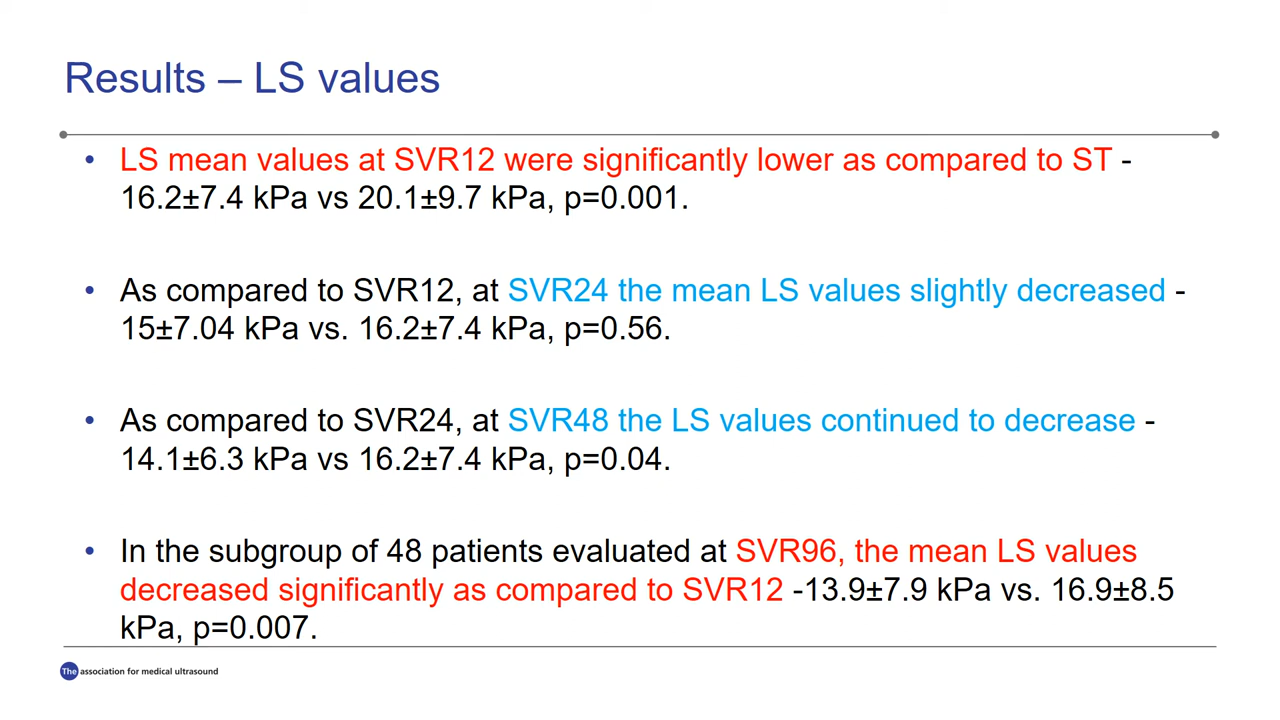 Results – LS values
• LS mean values at SVR12 were significantly lower as compared to ST -
16.2±7.4 kPa vs 20.1±9.7 kPa, p=0.001.
• As compared to SVR12, at SVR24 the mean LS values slightly decreased -
15±7.04 kPa vs. 16.2±7.4 kPa, p=0.56.
• As compared to SVR24, at SVR48 the LS values continued to decrease -
14.1±6.3 kPa vs 16.2±7.4 kPa, p=0.04.
• In the subgroup of 48 patients evaluated at SVR96, the mean LS values
decreased significantly as compared to SVR12 -13.9±7.9 kPa vs. 16.9±8.5
kPa, p=0.007.
The association for medical ultrasound